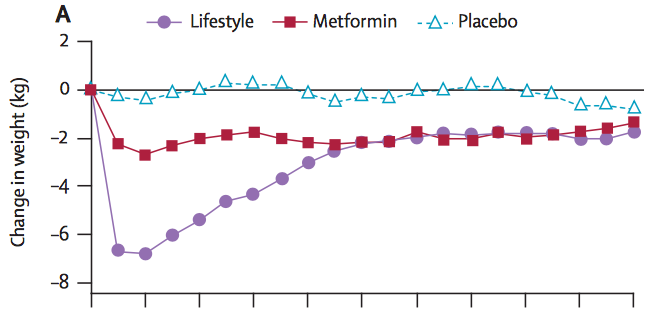 A
Lifestyle Metformin Placebo
Change in weight (kg)
2
0
–2
–4
–6
–8